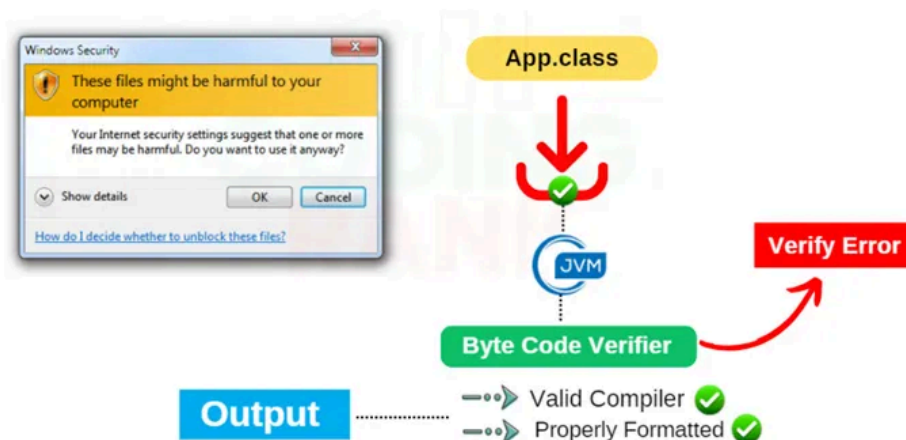 Windows Security
These files might be harmful to your
computer
Your Internet security settings suggest that one or more
files may be harmful. Do you want to use it anyway?
Show details
OK
Cancel
How do I decide whether to unblock these files?
App.class
JVM
Verify Error
Byte Code Verifier
Output
Valid Compiler
Properly Formatted